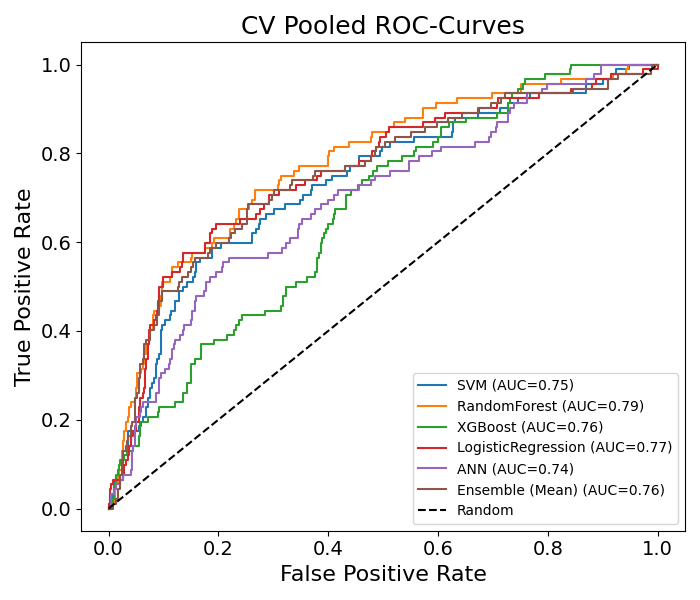 CV Pooled ROC-Curves
True Positive Rate
1.0
0.8
0.6
0.4
0.2
0.0
SVM (AUC=0.75)
RandomForest (AUC=0.79)
XGBoost (AUC=0.76)
LogisticRegression (AUC=0.77)
ANN (AUC=0.74)
Ensemble (Mean) (AUC=0.76)
Random
0.0 0.2 0.4 0.6 0.8 1.0
False Positive Rate